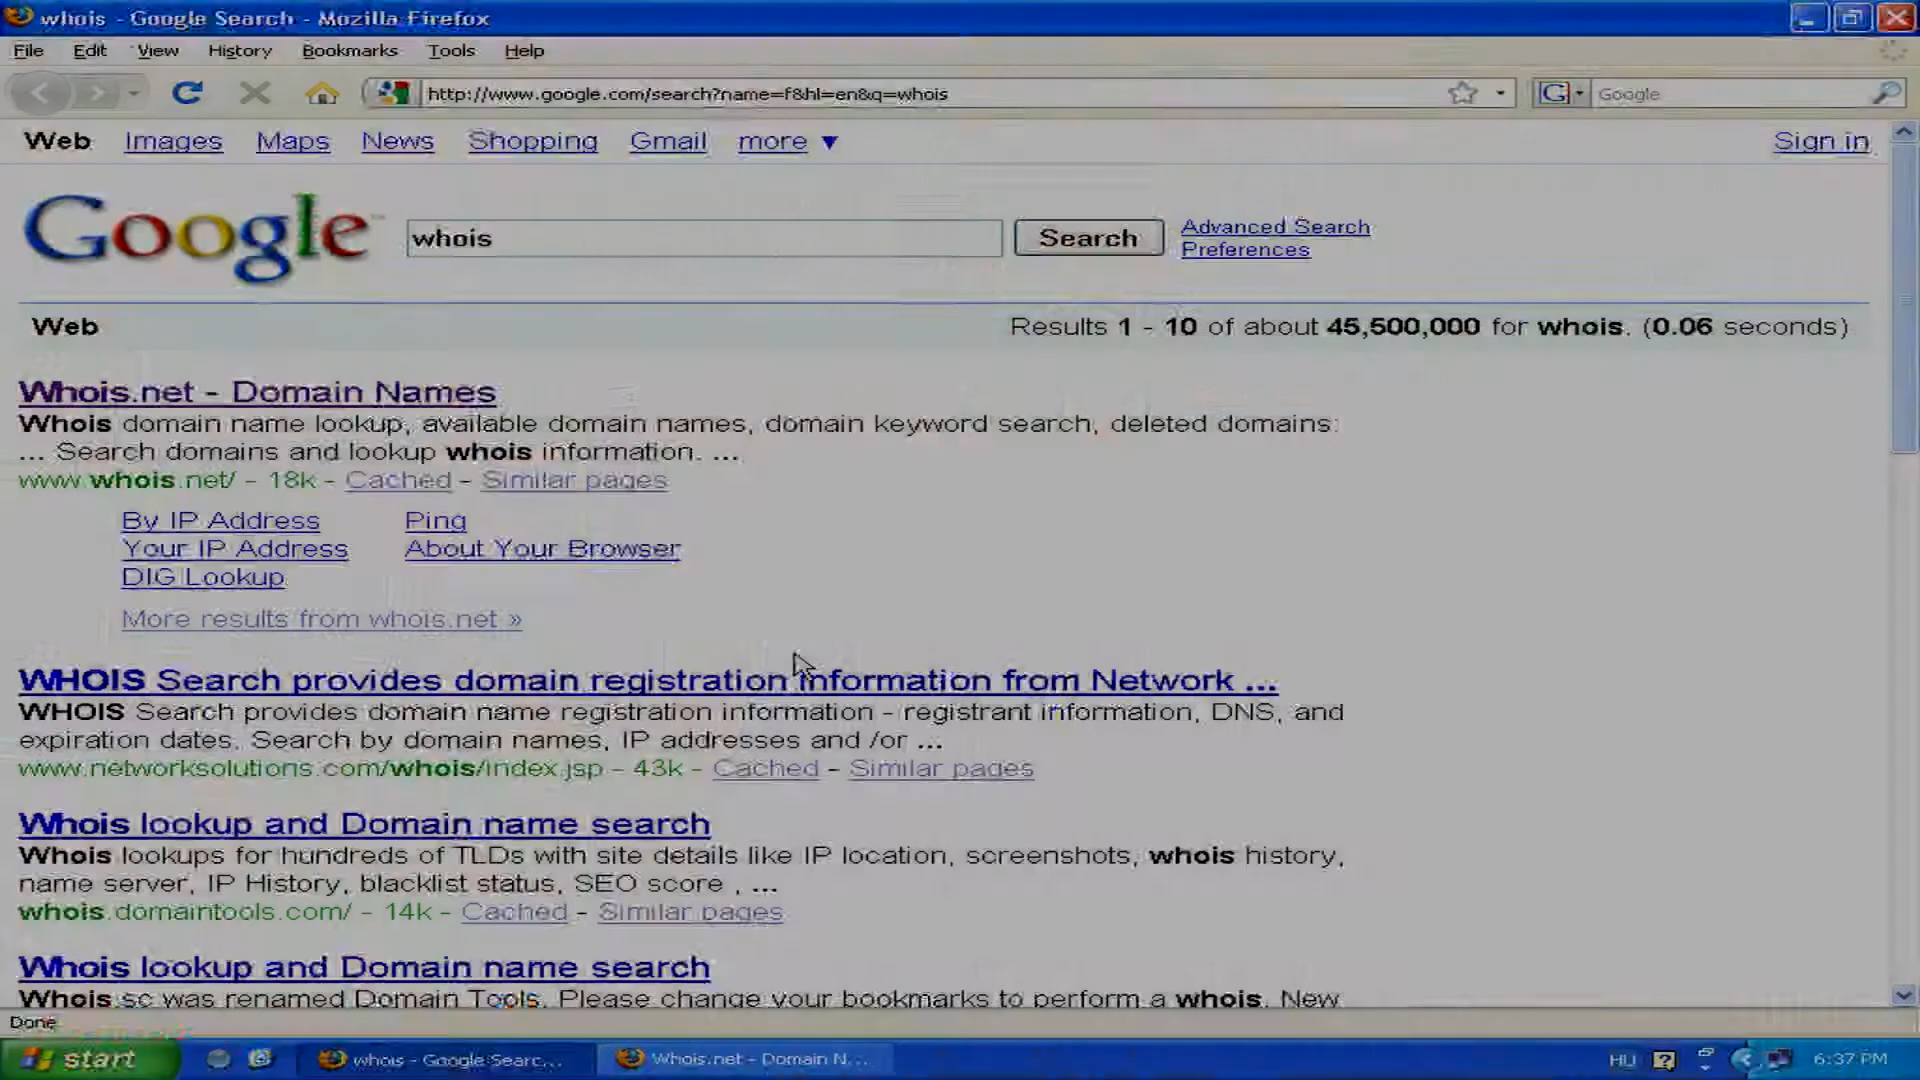 whois - Google Search - Mozilla Firefox
File Edit View History Bookmarks Tools Help
http://www.google.com/search?name=f&hl=en&q=whois
Google
Web Images Maps News Shopping Gmail more ▼ Sign in
Google whois Search Advanced Search
Preferences
Web Results 1 - 10 of about 45,500,000 for whois. (0.06 seconds)
Whois.net - Domain Names
Whois domain name lookup, available domain names, domain keyword search, deleted domains:
... Search domains and lookup whois information. ...
www.whois.net/ - 18k - Cached - Similar pages
By IP Address Ping
Your IP Address About Your Browser
DIG Lookup
More results from whois.net »
WHOIS Search provides domain registration information from Network ...
WHOIS Search provides domain name registration information - registrant information, DNS, and
expiration dates. Search by domain names, IP addresses and /or ...
www.networksolutions.com/whois/index.jsp - 43k - Cached - Similar pages
Whois lookup and Domain name search
Whois lookups for hundreds of TLDs with site details like IP location, screenshots, whois history,
name server, IP History, blacklist status, SEO score , ...
whois.domaintools.com/ - 14k - Cached - Similar pages
Whois lookup and Domain name search
Whois.sc was renamed Domain Tools. Please change your bookmarks to perform a whois. New
Done
start whois - Google Searc... Whois.net - Domain N... HU 6:37 PM